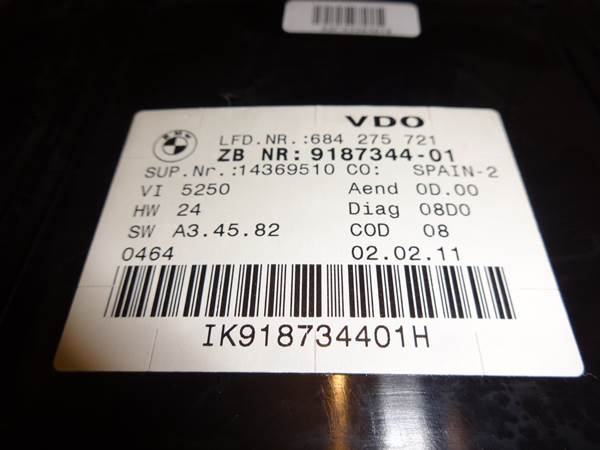 VDO
BMW
LFD.NR.:684 275 721
ZB NR: 9187344-01
SUP.Nr.:14369510 CO: SPAIN-2
VI 5250 Aend 0D.00
HW 24 Diag 08D0
SW A3.45.82 COD 08
0464 02.02.11
IK918734401H